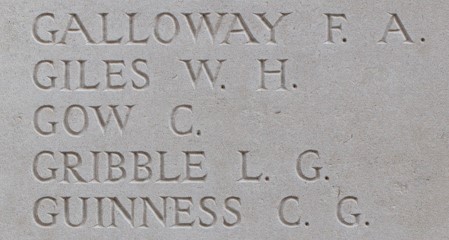 GALLOWAY F. A.
GILES W. H.
GOW C.
GRIBBLE L. G.
GUINNESS C. G.